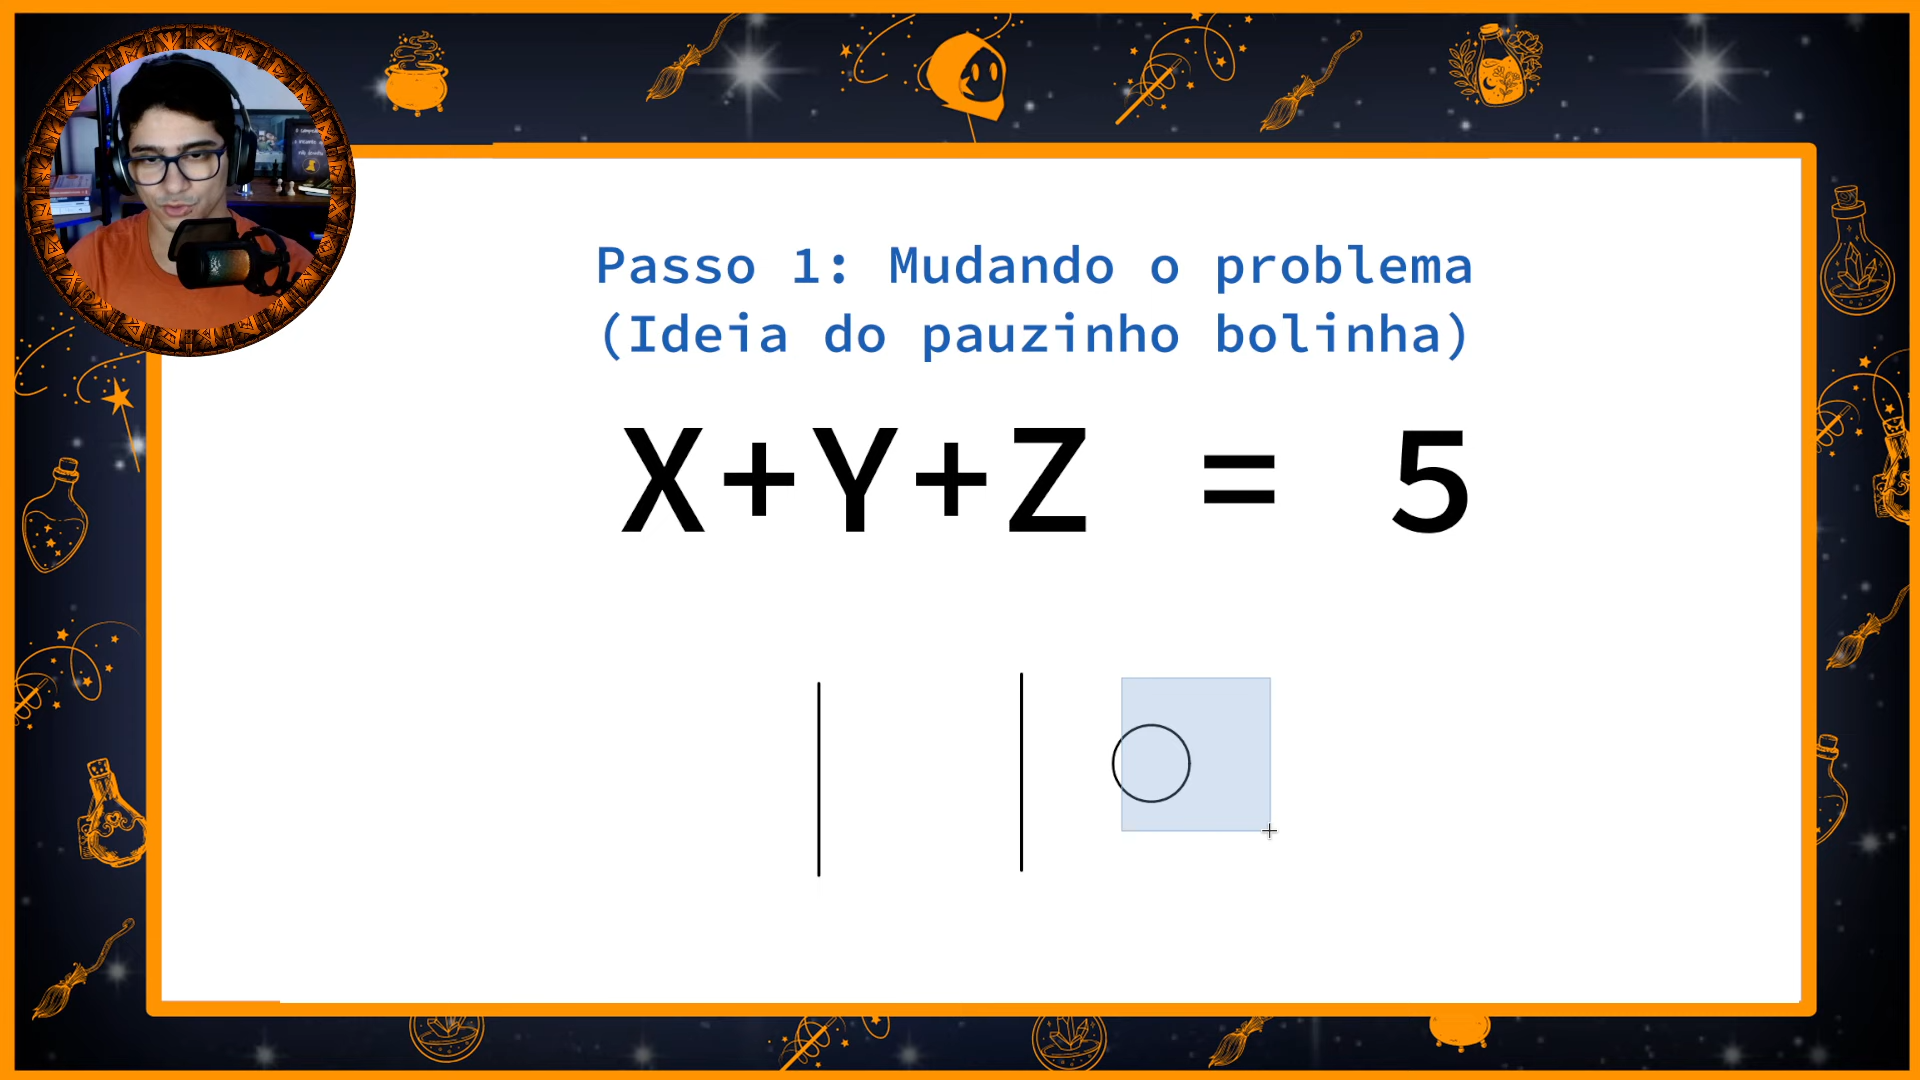 Passo 1: Mudando o problema
(Ideia do pauzinho bolinha)
X+Y+Z = 5